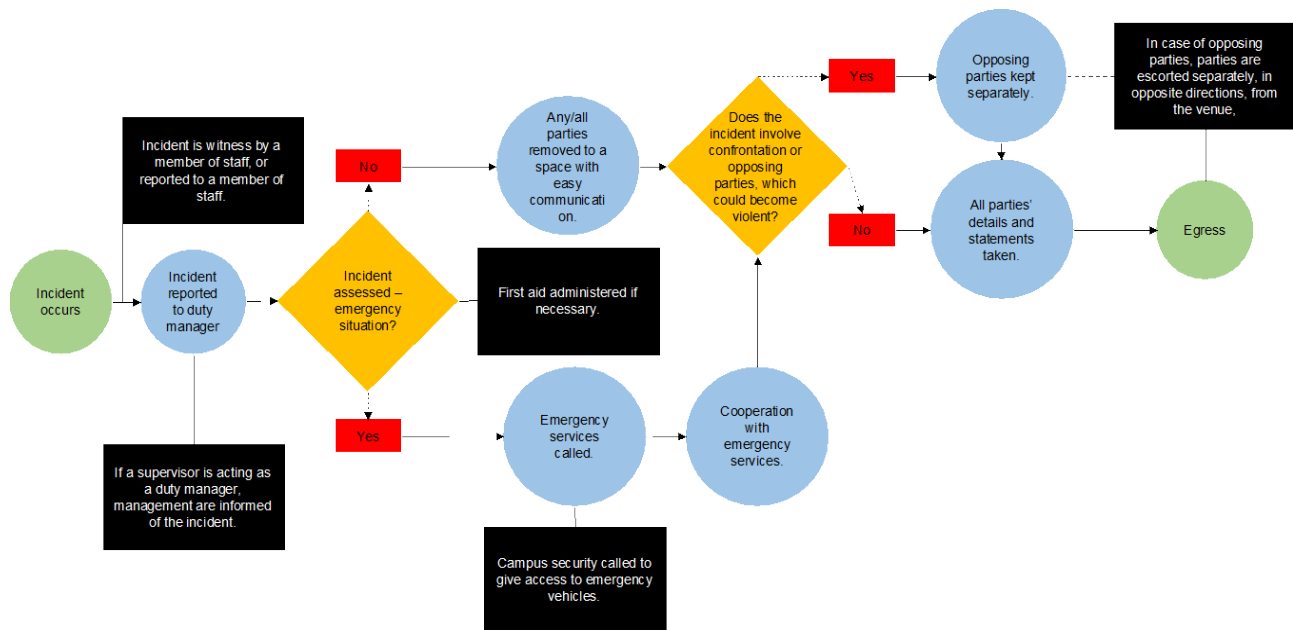 Incident
occurs
Incident is witness by a
member of staff, or
reported to a member of
staff.
Incident
reported
to duty
manager
If a supervisor is acting as
a duty manager,
management are informed
of the incident.
Incident
assessed –
emergency
situation?
No
Yes
First aid administered if
necessary.
Any/all
parties
removed to a
space with
easy
communicati
on.
Emergency
services
called.
Campus security called to
give access to emergency
vehicles.
Cooperation
with
emergency
services.
Does the
incident involve
confrontation or
opposing
parties, which
could become
violent?
Yes
No
Opposing
parties kept
separately.
All parties’
details and
statements
taken.
In case of opposing
parties, parties are
escorted separately, in
opposite directions, from
the venue,
Egress